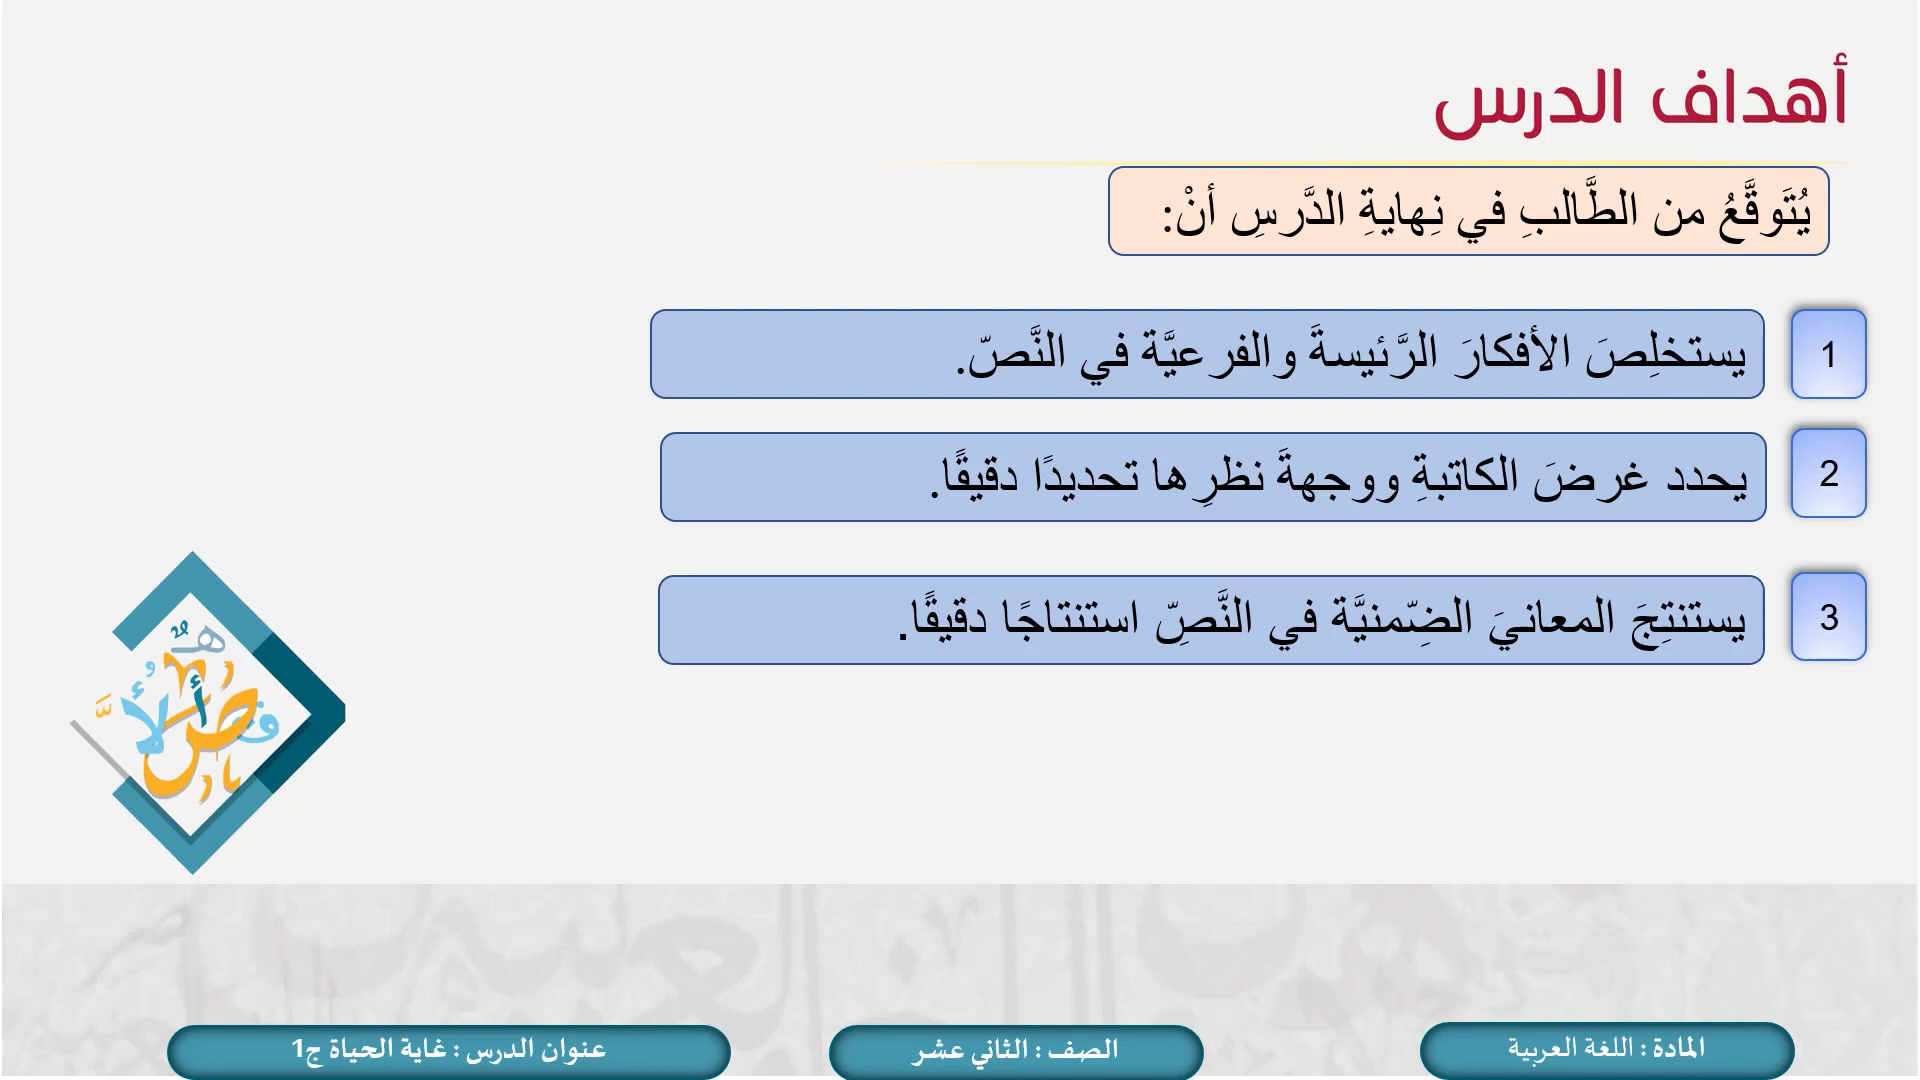 أهداف الدرس
يُتَوقَّعُ من الطَّالبِ في نِهايةِ الدَّرسِ أنْ:
1
يستخلِصَ الأفكارَ الرَّئيسةَ والفرعيَّة في النَّصّ.
2
يحدد غرضَ الكاتبةِ ووجهةَ نظرِها تحديدًا دقيقًا.
3
يستنتِجَ المعانيَ الضِّمنيَّة في النَّصِّ استنتاجًا دقيقًا.
المادة : اللغة العربية
الصف : الثاني عشر
عنوان الدرس : غاية الحياة ج1